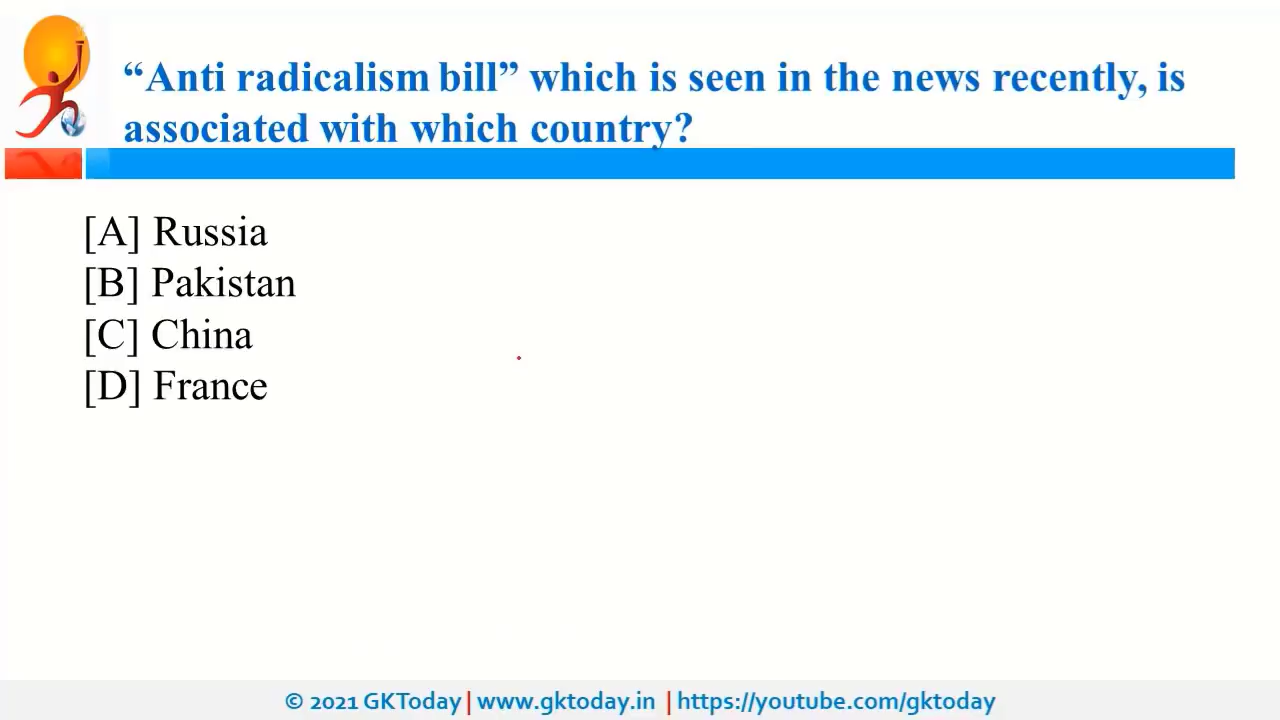 “Anti radicalism bill” which is seen in the news recently, is
associated with which country?
[A] Russia
[B] Pakistan
[C] China
[D] France
© 2021 GKToday | www.gktoday.in | https://youtube.com/gktoday